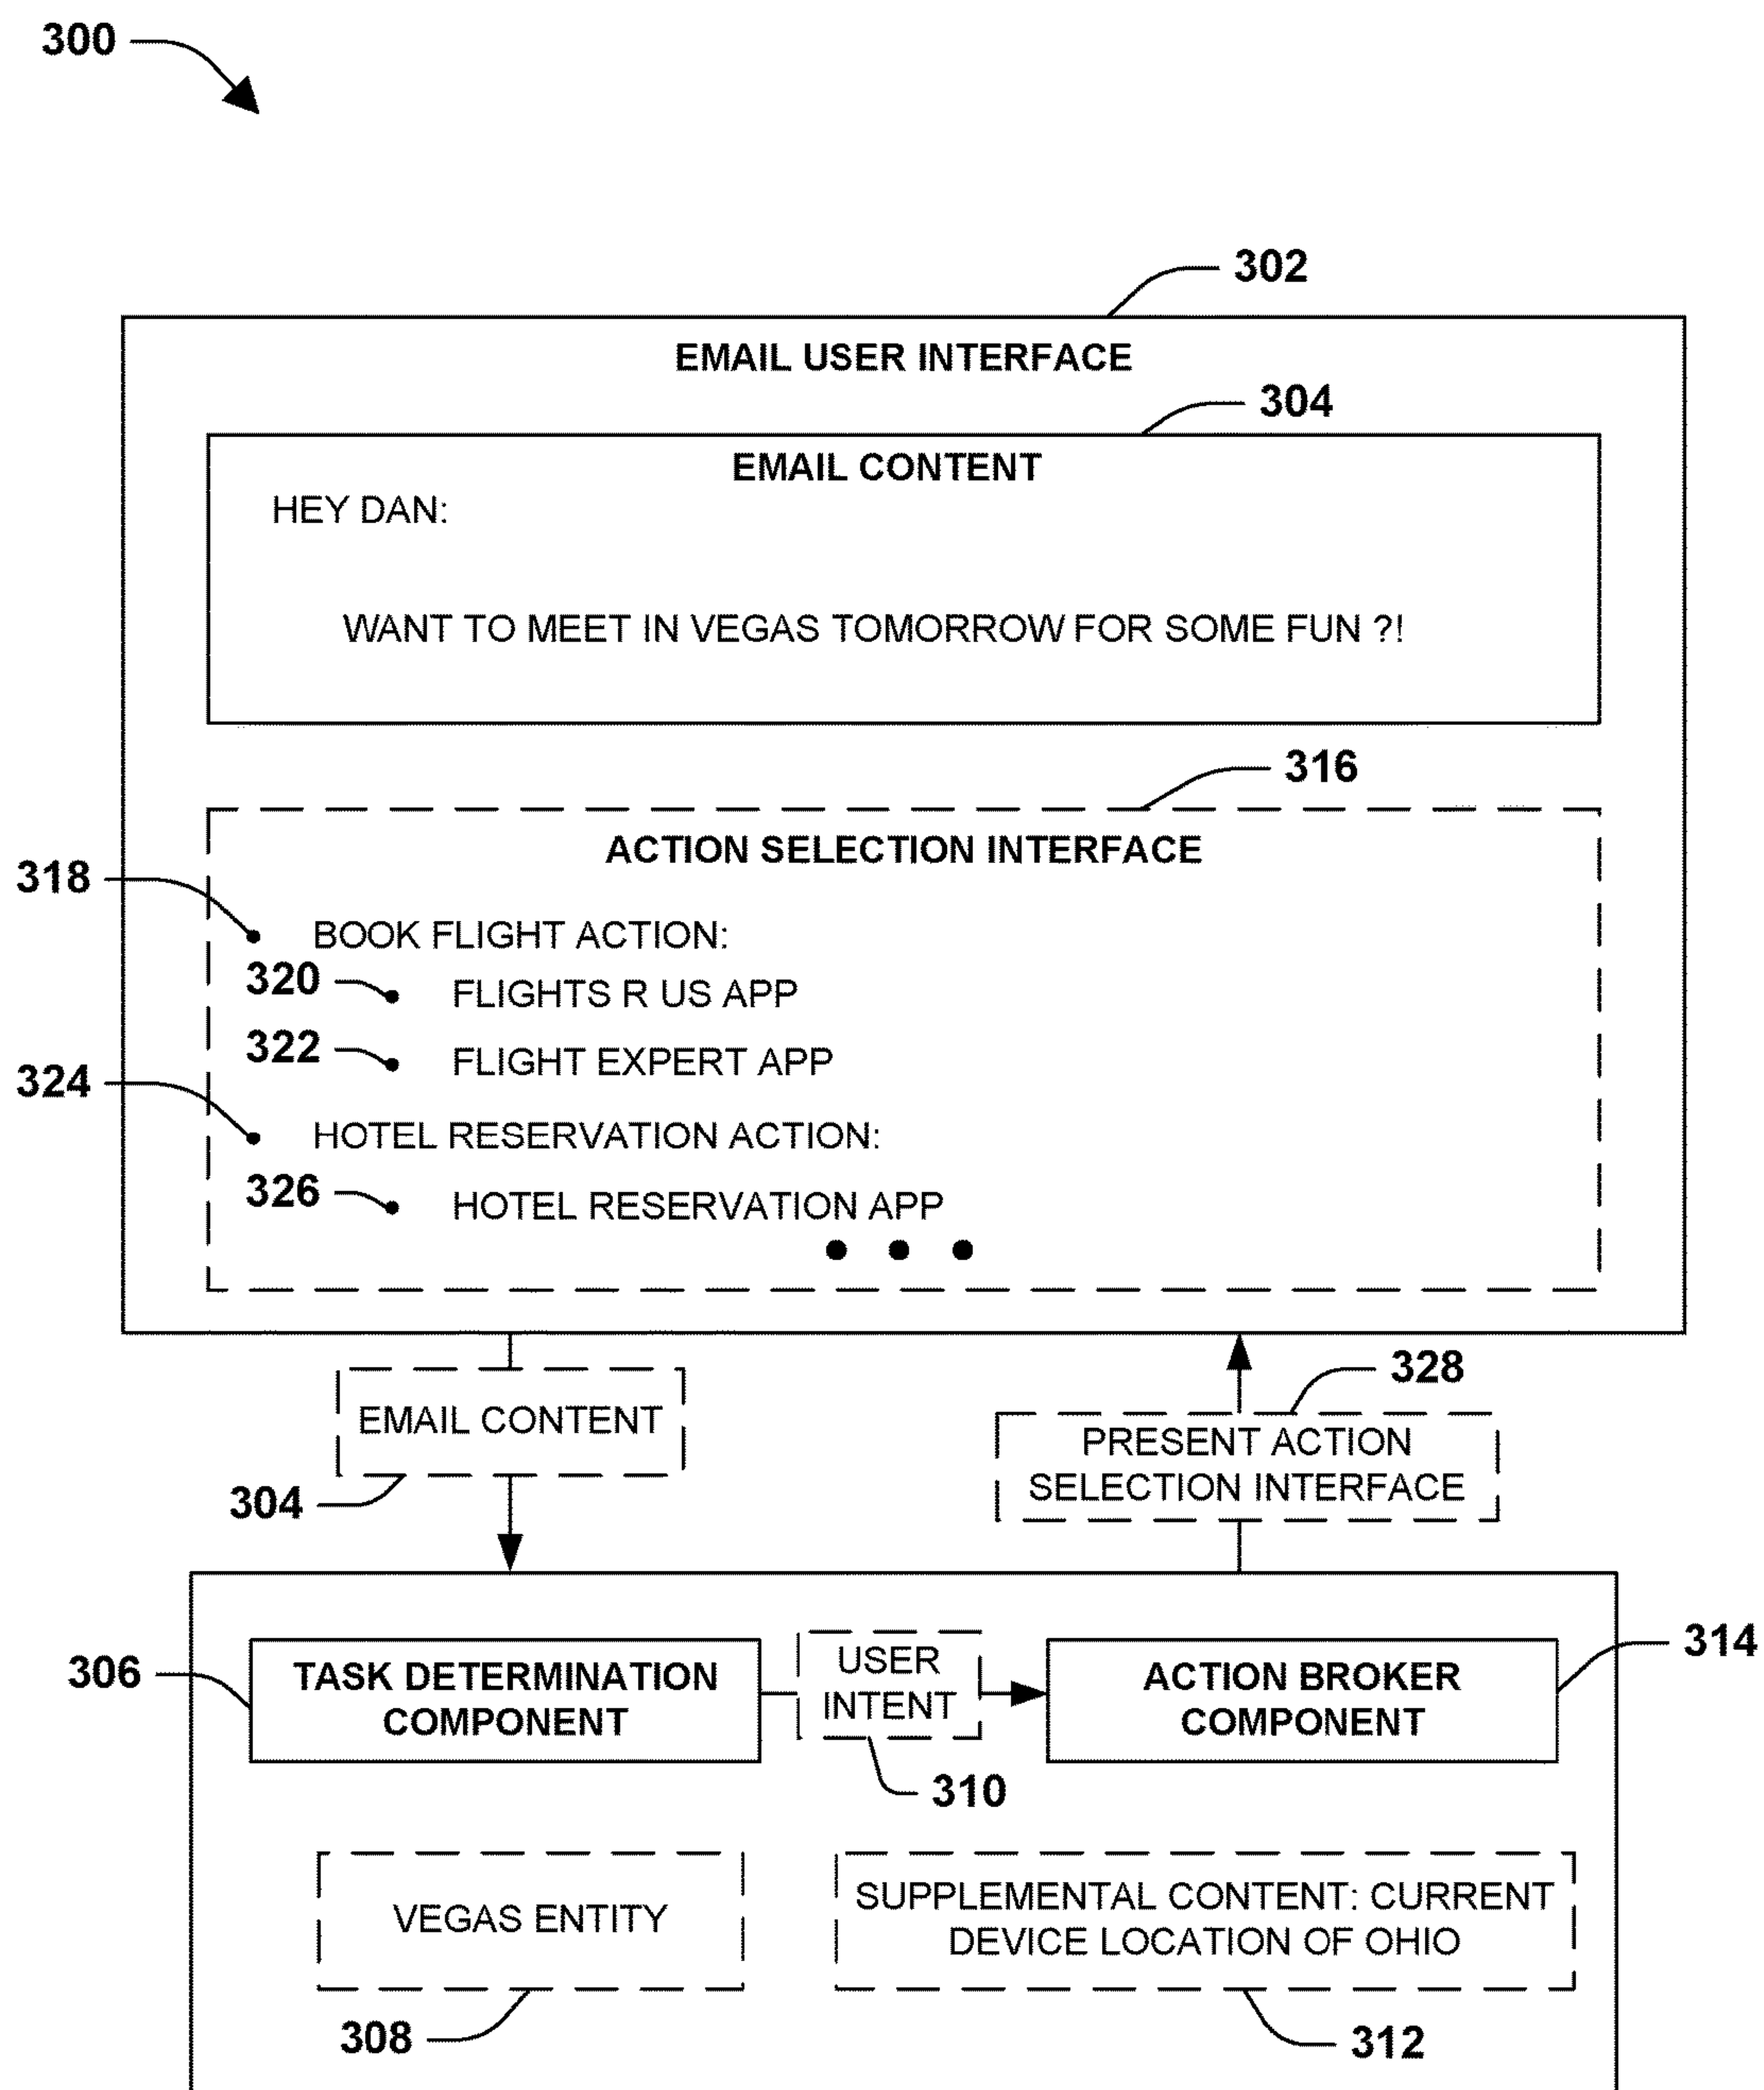 300
302
EMAIL USER INTERFACE
304
EMAIL CONTENT
HEY DAN:
WANT TO MEET IN VEGAS TOMORROW FOR SOME FUN ?!
316
ACTION SELECTION INTERFACE
318
BOOK FLIGHT ACTION:
320
FLIGHTS R US APP
322
FLIGHT EXPERT APP
324
HOTEL RESERVATION ACTION:
326
HOTEL RESERVATION APP
EMAIL CONTENT
304
328
PRESENT ACTION
SELECTION INTERFACE
306
TASK DETERMINATION
COMPONENT
USER
INTENT
310
ACTION BROKER
COMPONENT
314
VEGAS ENTITY
308
SUPPLEMENTAL CONTENT: CURRENT
DEVICE LOCATION OF OHIO
312